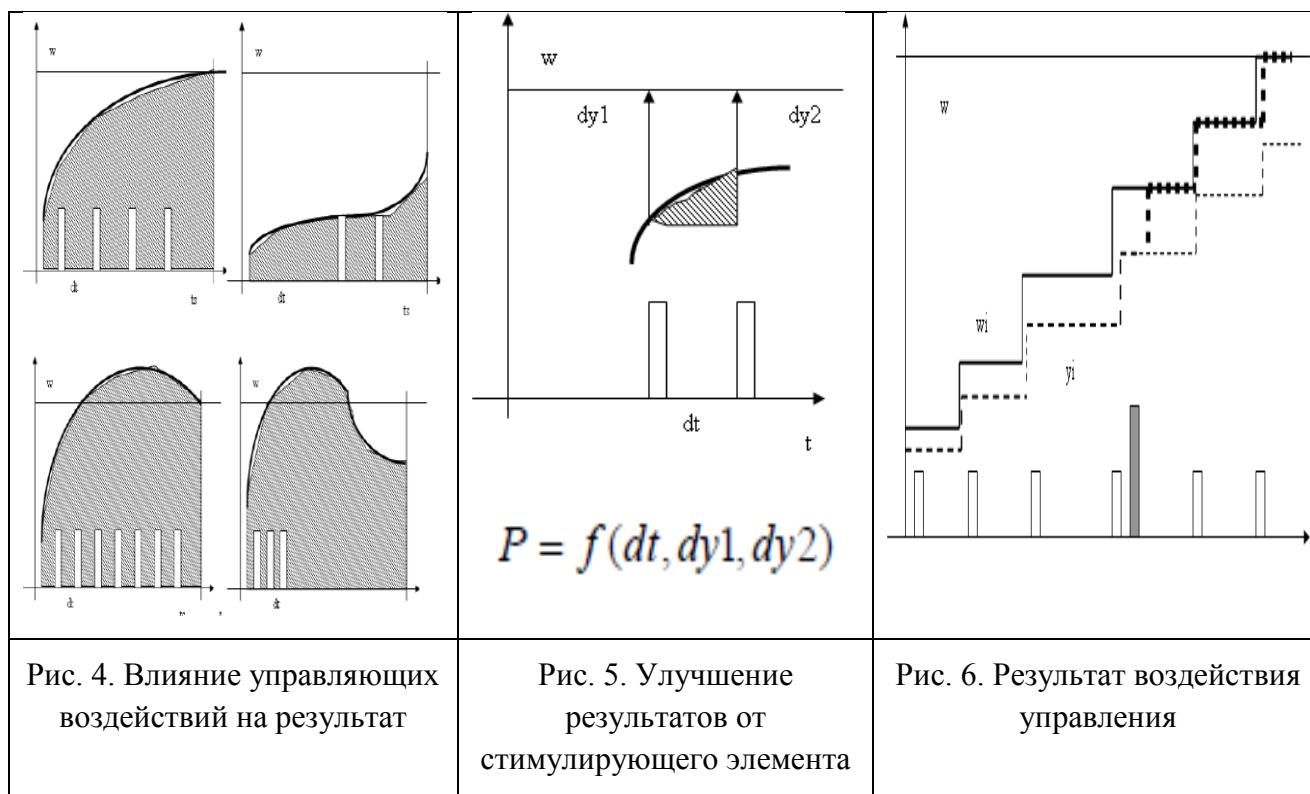 w
w
dt
ts
dt
ts
w
w
dt
dt
w
dy1
dy2
dt
t
P = f(dt, dy1, dy2)
w
wi
yi
Рис. 4. Влияние управляющих
воздействий на результат
Рис. 5. Улучшение
результатов от
стимулирующего элемента
Рис. 6. Результат воздействия
управления